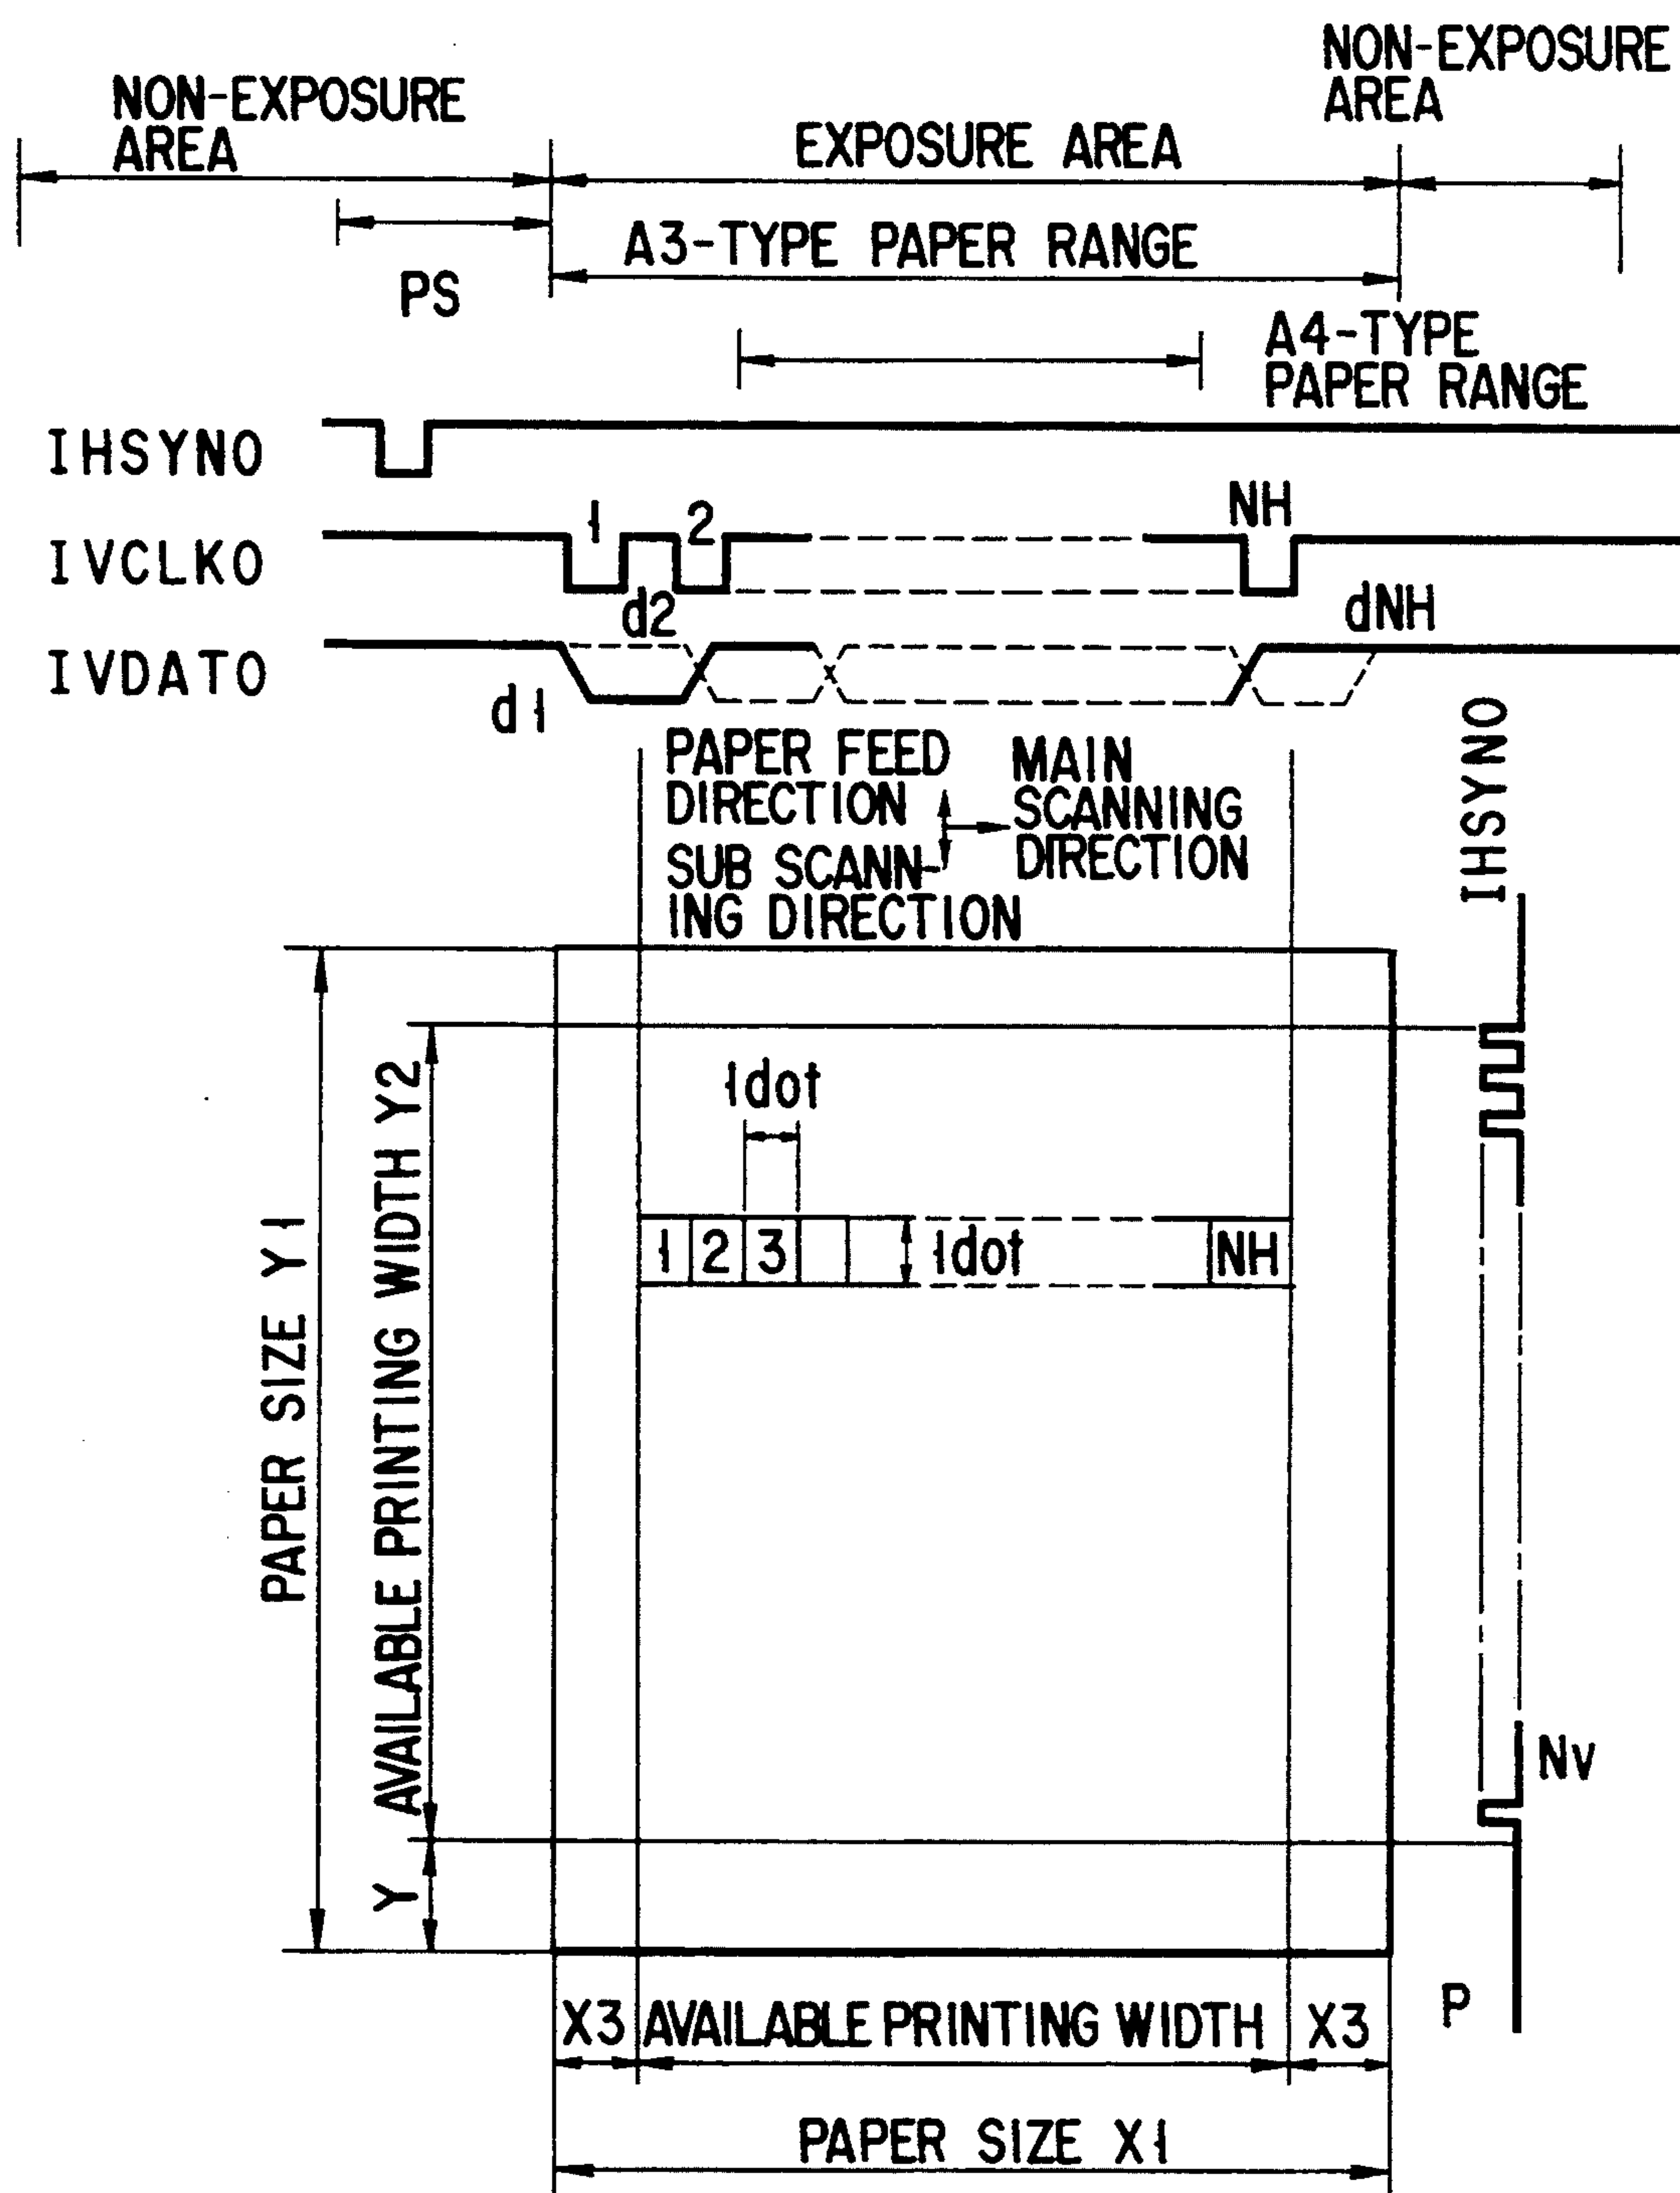 NON-EXPOSURE
AREA
NON-EXPOSURE
AREA
EXPOSURE AREA
PS
A3-TYPE PAPER RANGE
A4-TYPE
PAPER RANGE
IHSYNO
IVCLKO
1
2
NH
IVDATO
d1
d2
dNH
PAPER FEED
DIRECTION
SUB SCANN-
ING DIRECTION
MAIN
SCANNING
DIRECTION
IHSYNO
PAPER SIZE Y1
AVAILABLE PRINTING WIDTH Y2
Y
1dot
1 2 3
1dot
NH
Nv
P
X3 AVAILABLE PRINTING WIDTH X3
PAPER SIZE X1